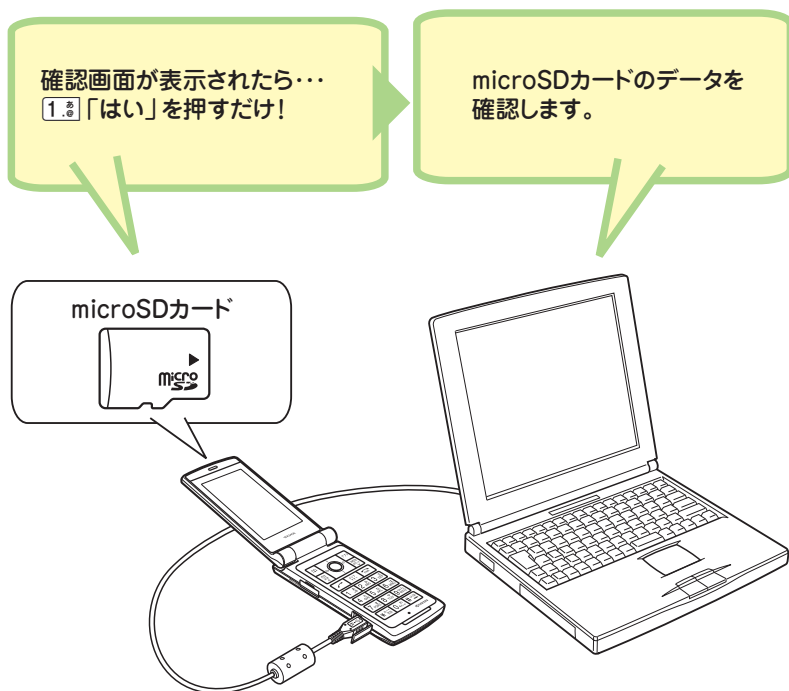 確認画面が表示されたら･･･
1.あ@「はい」を押すだけ！
microSDカードのデータを
確認します。
microSDカード
micro
SD